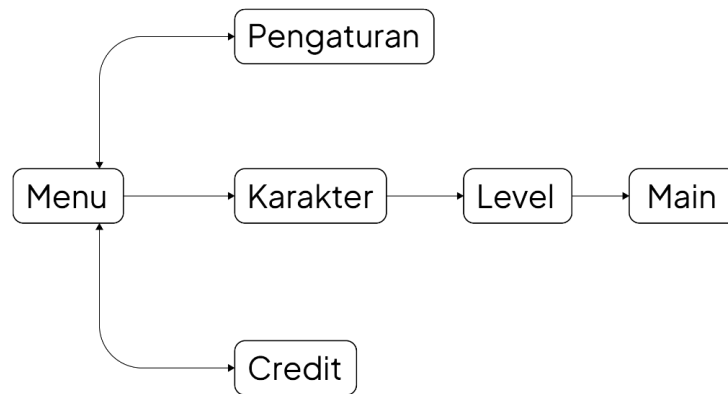 Pengaturan
Menu
Karakter
Level
Main
Credit